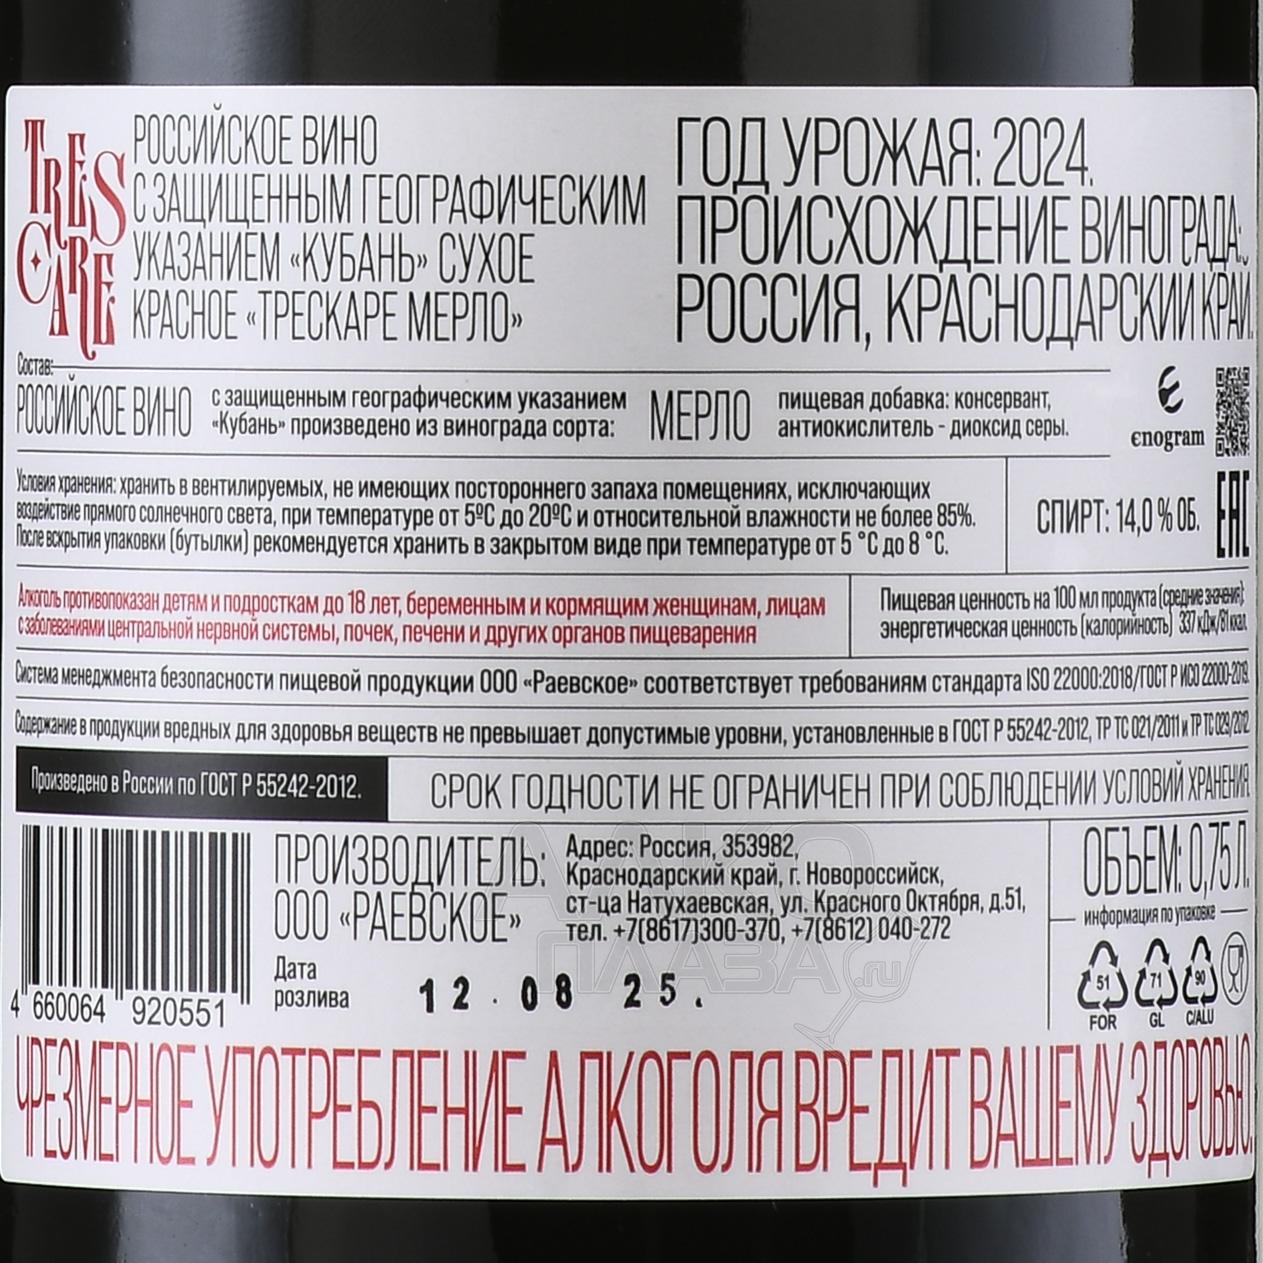 TRES CARE
РОССИЙСКОЕ ВИНО
С ЗАЩИЩЕННЫМ ГЕОГРАФИЧЕСКИМ
УКАЗАНИЕМ «КУБАНЬ» СУХОЕ
КРАСНОЕ «ТРЕСКАРЕ МЕРЛО»
ГОД УРОЖАЯ: 2024.
ПРОИСХОЖДЕНИЕ ВИНОГРАДА:
РОССИЯ, КРАСНОДАРСКИЙ КРАЙ.
Состав:
РОССИЙСКОЕ ВИНО
с защищенным географическим указанием
«Кубань» произведено из винограда сорта:
МЕРЛО
пищевая добавка: консервант,
антиокислитель - диоксид серы.
єnogram
Условия хранения: хранить в вентилируемых, не имеющих постороннего запаха помещениях, исключающих
воздействие прямого солнечного света, при температуре от 5ºC до 20ºC и относительной влажности не более 85%.
После вскрытия упаковки (бутылки) рекомендуется хранить в закрытом виде при температуре от 5 °C до 8 °C.
СПИРТ: 14,0 % ОБ.
EAC
Алкоголь противопоказан детям и подросткам до 18 лет, беременным и кормящим женщинам, лицам
с заболеваниями центральной нервной системы, почек, печени и других органов пищеварения
Пищевая ценность на 100 мл продукта (средние значения):
энергетическая ценность (калорийность) 337 кДж/81 ккал.
Система менеджмента безопасности пищевой продукции ООО «Раевское» соответствует требованиям стандарта ISO 22000:2018/ГОСТ Р ИСО 22000-2019.
Содержание в продукции вредных для здоровья веществ не превышает допустимые уровни, установленные в ГОСТ Р 55242-2012, ТР ТС 021/2011 и ТР ТС 029/2012
Произведено в России по ГОСТ Р 55242-2012.
СРОК ГОДНОСТИ НЕ ОГРАНИЧЕН ПРИ СОБЛЮДЕНИИ УСЛОВИЙ ХРАНЕНИЯ.
4 660064 920551
ПРОИЗВОДИТЕЛЬ:
ООО «РАЕВСКОЕ»
Адрес: Россия, 353982,
Краснодарский край, г. Новороссийск,
ст-ца Натухаевская, ул. Красного Октября, д.51,
тел. +7(8617)300-370, +7(8612) 040-272
Дата
розлива
12. 08 25.
ОБЪЕМ: 0,75 Л.
информация по упаковке
51 71 90
FOR GL C/ALU
АЛКО
ПЛАЗА.ru
ЧРЕЗМЕРНОЕ УПОТРЕБЛЕНИЕ АЛКОГОЛЯ ВРЕДИТ ВАШЕМУ ЗДОРОВЬЮ.